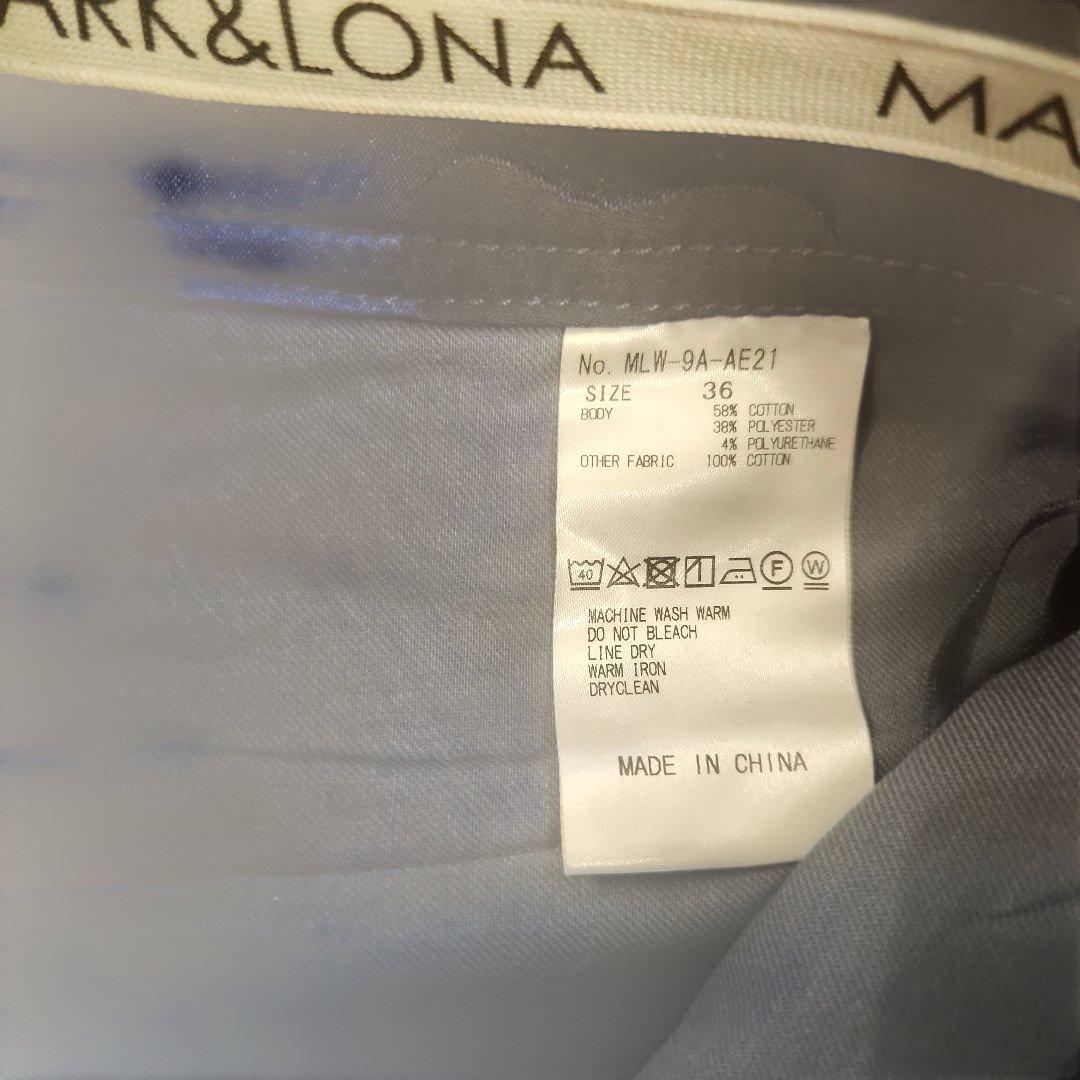 ARK&LONA MA
No. MLW-9A-AE21
SIZE 36
BODY 58% COTTON
38% POLYESTER
4% POLYURETHANE
OTHER FABRIC 100% COTTON
40 1 F W
MACHINE WASH WARM
DO NOT BLEACH
LINE DRY
WARM IRON
DRYCLEAN
MADE IN CHINA